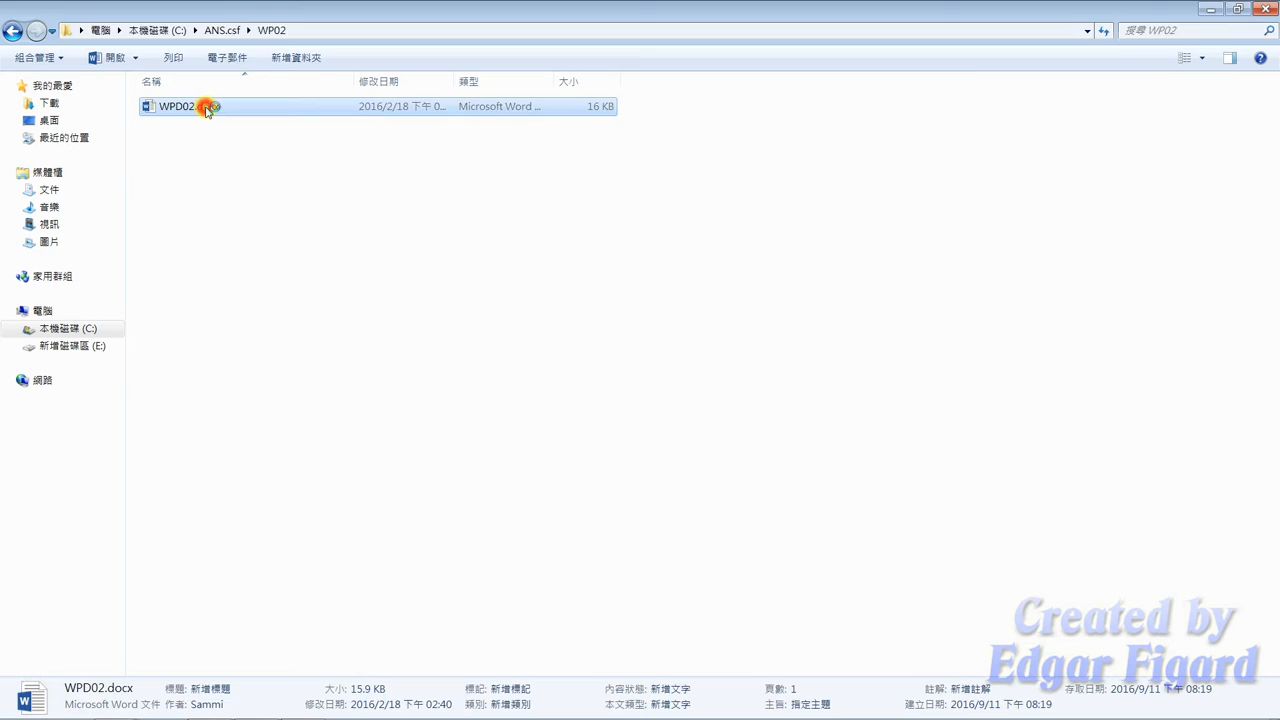 電腦 ▸ 本機磁碟 (C:) ▸ ANS.csf ▸ WP02
搜尋 WP02
組合管理 開啟 列印 電子郵件 新增資料夾
名稱 修改日期 類型 大小
WPD02 2016/2/18 下午 0... Microsoft Word ... 16 KB
我的最愛
下載
桌面
最近的位置
媒體櫃
文件
音樂
視訊
圖片
家用群組
電腦
本機磁碟 (C:)
新增磁碟區 (E:)
網路
Created by
Edgar Figard
WPD02.docx 標題: 新增標題 大小: 15.9 KB 標記: 新增標記 內容狀態: 新增文字 頁數: 1 註解: 新增註解 存取日期: 2016/9/11 下午 08:19
Microsoft Word 文件 作者: Sammi 修改日期: 2016/2/18 下午 02:40 類別: 新增類別 本文類型: 新增文字 主旨: 指定主題 建立日期: 2016/9/11 下午 08:19